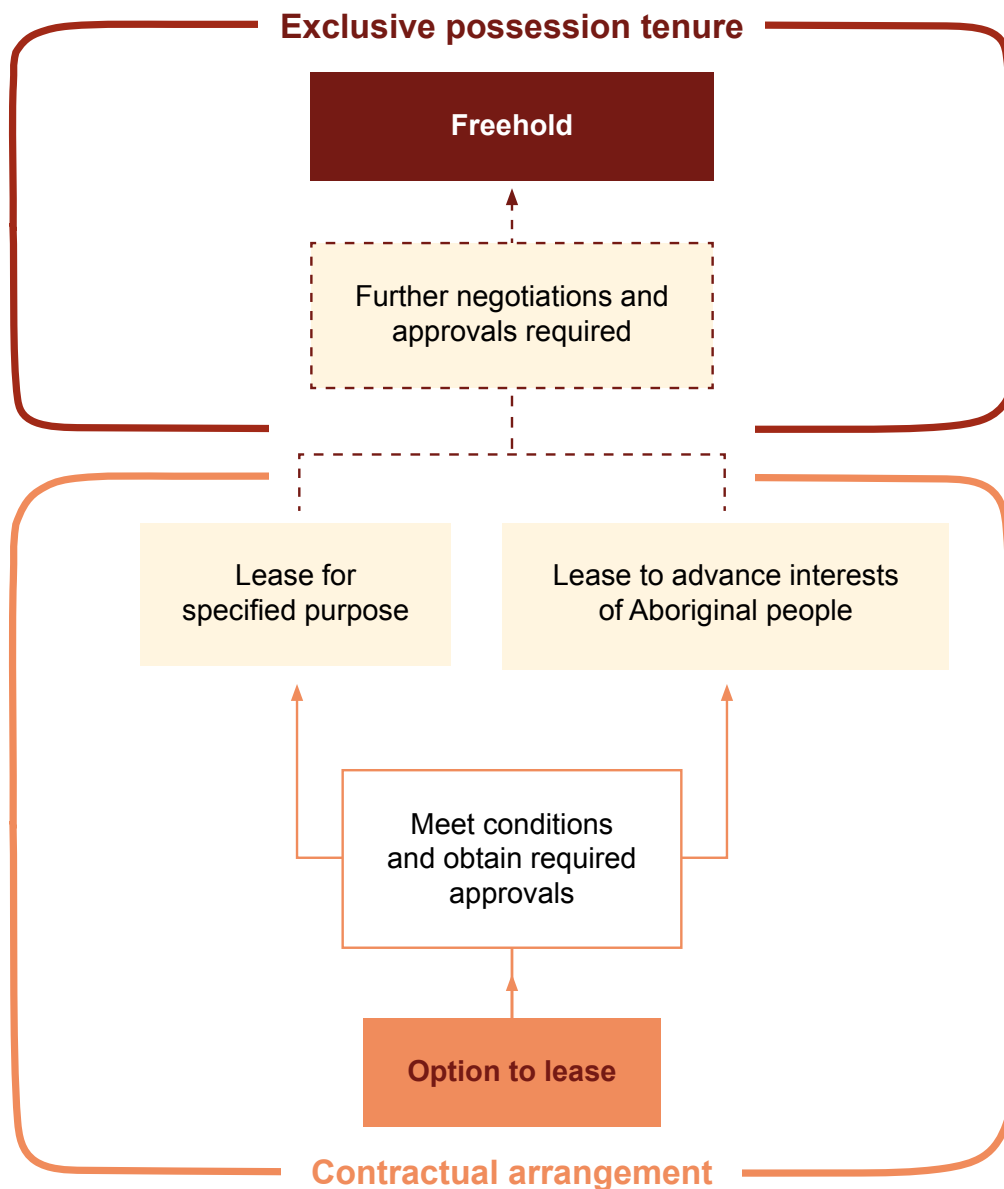 Exclusive possession tenure
Freehold
Further negotiations and
approvals required
Lease for
specified purpose
Lease to advance interests
of Aboriginal people
Meet conditions
and obtain required
approvals
Option to lease
Contractual arrangement